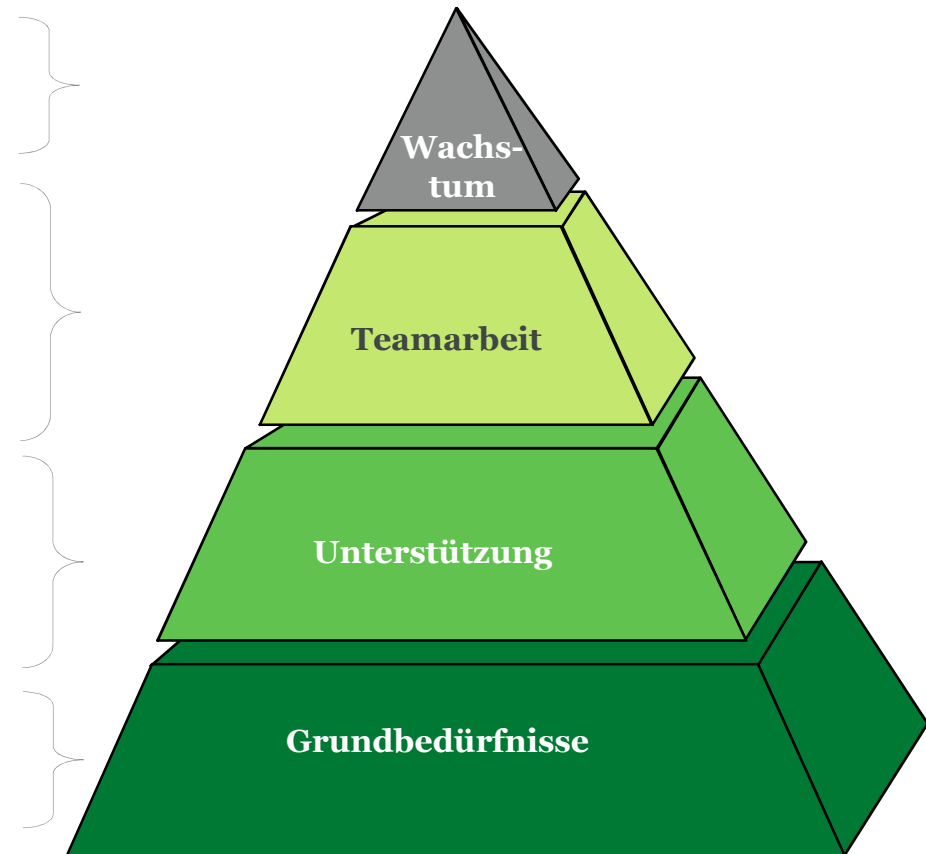 Wachs-
tum
Teamarbeit
Unterstützung
Grundbedürfnisse